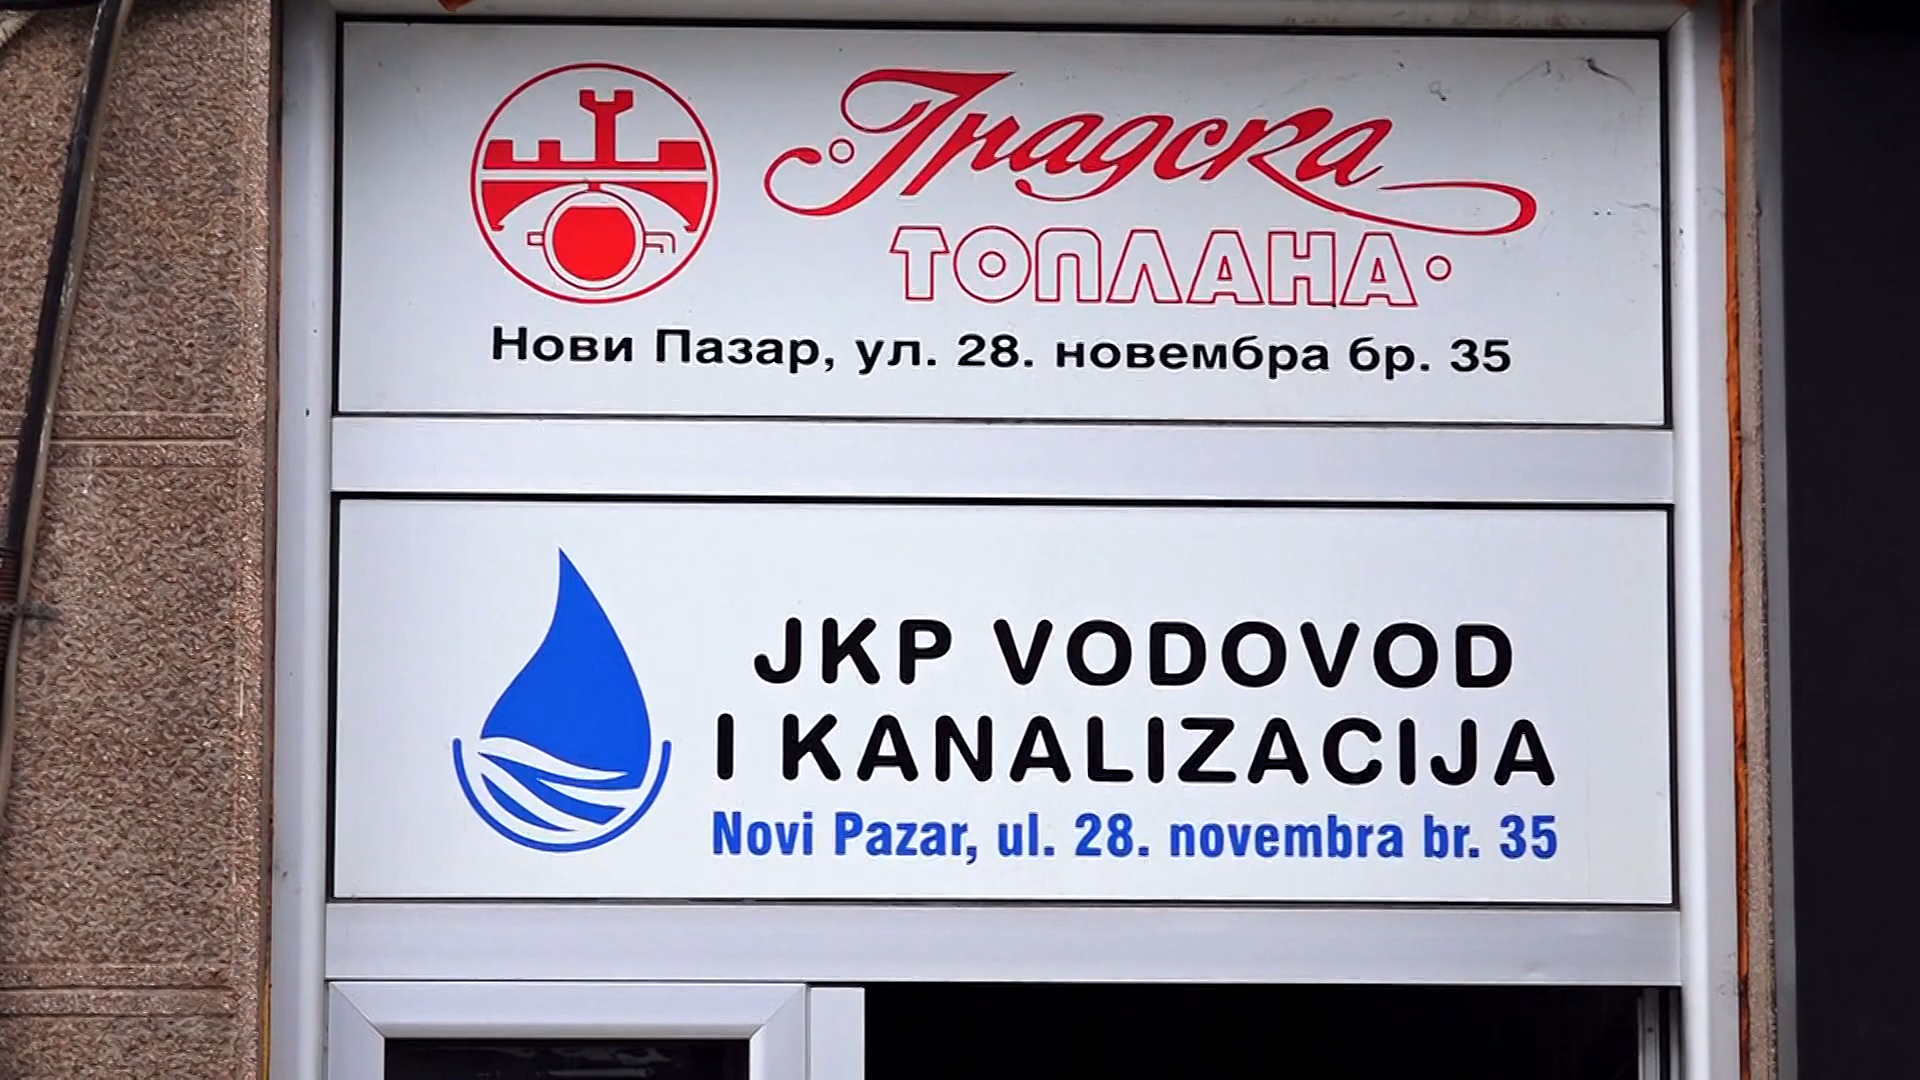 Градска
ТОПЛАНА
Нови Пазар, ул. 28. новембра бр. 35
JKP VODOVOD
I KANALIZACIJA
Novi Pazar, ul. 28. novembra br. 35